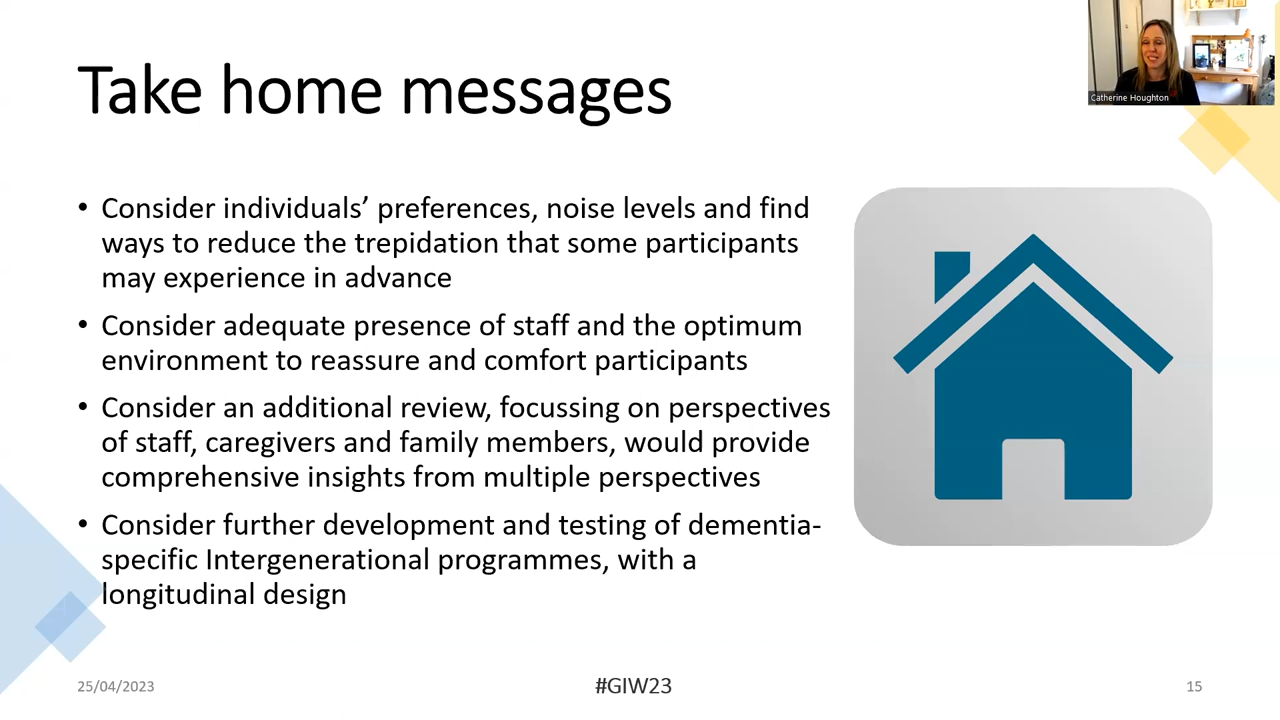 Take home messages
Catherine Houghton
• Consider individuals’ preferences, noise levels and find
ways to reduce the trepidation that some participants
may experience in advance
• Consider adequate presence of staff and the optimum
environment to reassure and comfort participants
• Consider an additional review, focussing on perspectives
of staff, caregivers and family members, would provide
comprehensive insights from multiple perspectives
• Consider further development and testing of dementia-
specific Intergenerational programmes, with a
longitudinal design
25/04/2023
#GIW23
15